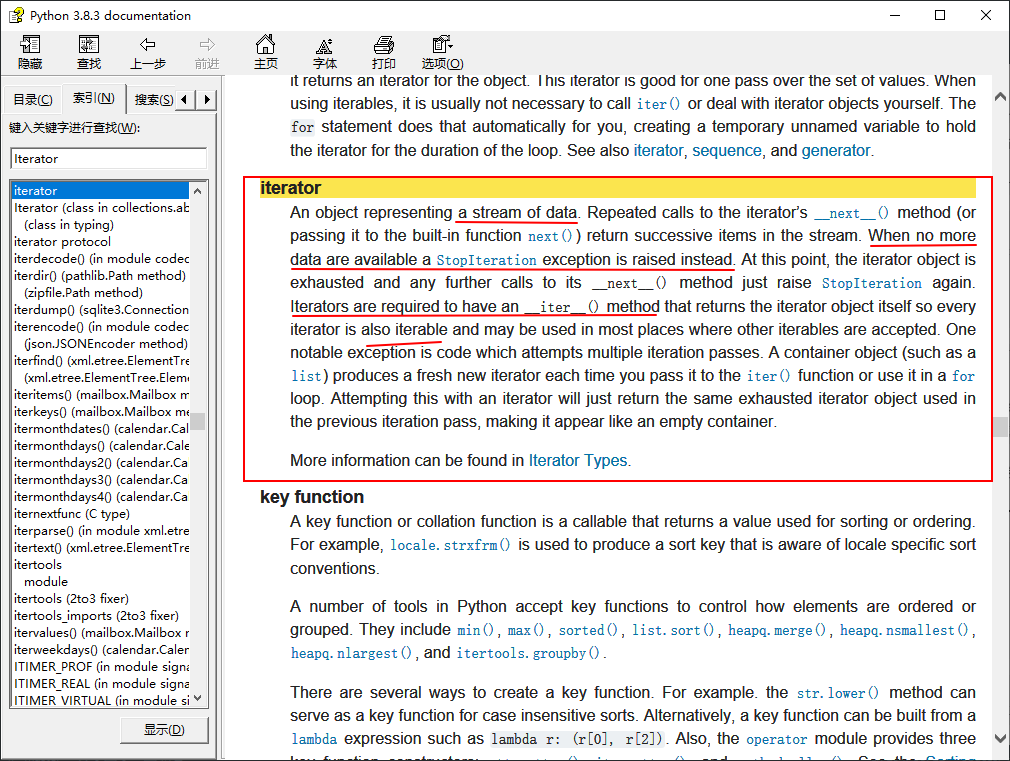 Python 3.8.3 documentation
隐藏 查找 上一步 前进 主页 字体 打印 选项(O)
目录(C) 索引(N) 搜索(S)
键入关键字进行查找(W):
Iterator
iterator
Iterator (class in collections.ab
(class in typing)
iterator protocol
iterdecode() (in module codec
iterdir() (pathlib.Path method)
(zipfile.Path method)
iterdump() (sqlite3.Connection
iterencode() (in module codec
(json.JSONEncoder method)
iterfind() (xml.etree.ElementTre
(xml.etree.ElementTree.Eleme
iteritems() (mailbox.Mailbox m
iterkeys() (mailbox.Mailbox me
itermonthdates() (calendar.Cal
itermonthdays() (calendar.Cale
itermonthdays2() (calendar.Ca
itermonthdays3() (calendar.Ca
itermonthdays4() (calendar.Ca
iternextfunc (C type)
iterparse() (in module xml.etre
itertext() (xml.etree.ElementTre
itertools
module
itertools (2to3 fixer)
itertools_imports (2to3 fixer)
itervalues() (mailbox.Mailbox r
iterweekdays() (calendar.Calen
ITIMER_PROF (in module signa
ITIMER_REAL (in module signa
ITIMER_VIRTUAL (in module si
显示(D)
it returns an iterator for the object. This iterator is good for one pass over the set of values. When
using iterables, it is usually not necessary to call iter() or deal with iterator objects yourself. The
for statement does that automatically for you, creating a temporary unnamed variable to hold
the iterator for the duration of the loop. See also iterator, sequence, and generator.
iterator
An object representing a stream of data. Repeated calls to the iterator’s __next__() method (or
passing it to the built-in function next()) return successive items in the stream. When no more
data are available a StopIteration exception is raised instead. At this point, the iterator object is
exhausted and any further calls to its __next__() method just raise StopIteration again.
Iterators are required to have an __iter__() method that returns the iterator object itself so every
iterator is also iterable and may be used in most places where other iterables are accepted. One
notable exception is code which attempts multiple iteration passes. A container object (such as a
list) produces a fresh new iterator each time you pass it to the iter() function or use it in a for
loop. Attempting this with an iterator will just return the same exhausted iterator object used in
the previous iteration pass, making it appear like an empty container.
More information can be found in Iterator Types.
key function
A key function or collation function is a callable that returns a value used for sorting or ordering.
For example, locale.strxfrm() is used to produce a sort key that is aware of locale specific sort
conventions.
A number of tools in Python accept key functions to control how elements are ordered or
grouped. They include min(), max(), sorted(), list.sort(), heapq.merge(), heapq.nsmallest(),
heapq.nlargest(), and itertools.groupby().
There are several ways to create a key function. For example. the str.lower() method can
serve as a key function for case insensitive sorts. Alternatively, a key function can be built from a
lambda expression such as lambda r: (r[0], r[2]). Also, the operator module provides three